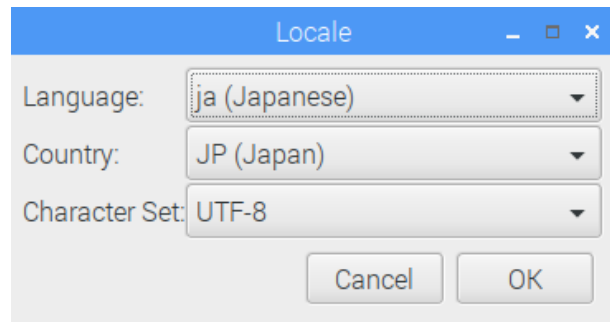 Locale
Language: ja (Japanese)
Country: JP (Japan)
Character Set: UTF-8
Cancel OK